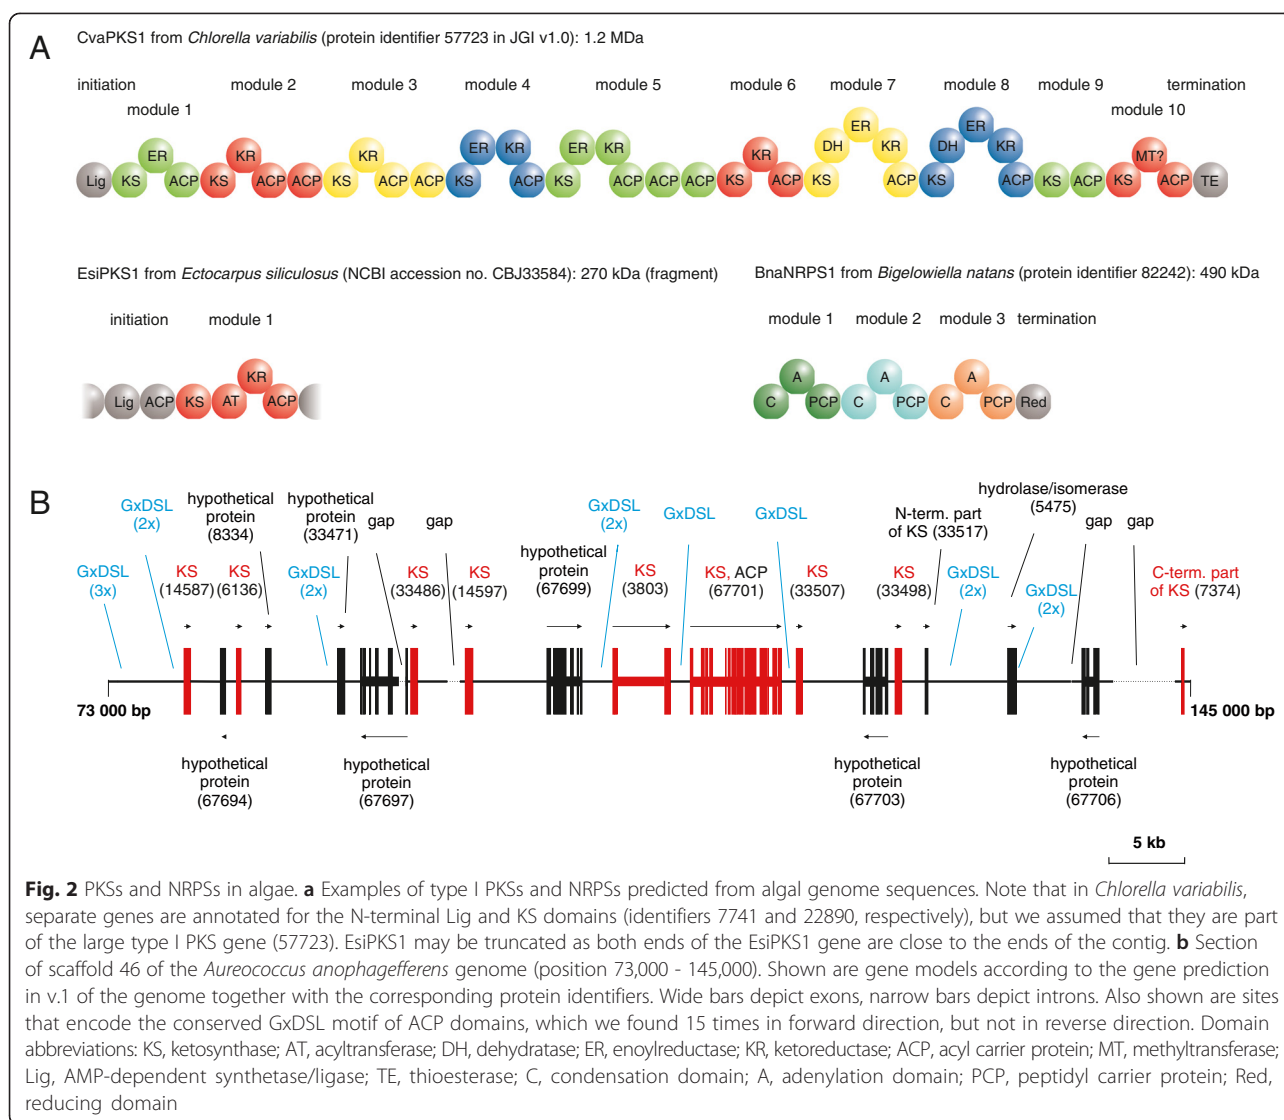 A
CvaPKS1 from Chlorella variabilis (protein identifier 57723 in JGI v1.0): 1.2 MDa
initiation
module 1
module 2
module 3
module 4
module 5
module 6
module 7
module 8
module 9
module 10
termination
Lig KS ER ACP KS KR ACP ACP KS KR ACP ACP KS ER KR ACP KS ER KR ACP ACP ACP KS KR ACP KS DH ER KR ACP KS DH ER KR ACP KS ACP KS MT? ACP TE
EsiPKS1 from Ectocarpus siliculosus (NCBI accession no. CBJ33584): 270 kDa (fragment)
initiation module 1
Lig ACP KS AT KR ACP
BnaNRPS1 from Bigelowiella natans (protein identifier 82242): 490 kDa
module 1 module 2 module 3 termination
C A PCP C A PCP C A PCP Red
B
GxDSL
(3x)
GxDSL
(2x)
KS
(14587)
KS
(6136)
hypothetical
protein
(8334)
GxDSL
(2x)
hypothetical
protein
(33471)
gap
KS
(33486)
gap
KS
(14597)
hypothetical
protein
(67699)
GxDSL
(2x)
KS
(3803)
GxDSL
KS, ACP
(67701)
GxDSL
KS
(33507)
KS
(33498)
N-term. part
of KS (33517)
GxDSL
(2x)
hydrolase/isomerase
(5475)
GxDSL
(2x)
gap
gap
C-term. part
of KS (7374)
73 000 bp
145 000 bp
hypothetical
protein
(67694)
hypothetical
protein
(67697)
hypothetical
protein
(67703)
hypothetical
protein
(67706)
5 kb
Fig. 2 PKSs and NRPSs in algae. a Examples of type I PKSs and NRPSs predicted from algal genome sequences. Note that in Chlorella variabilis,
separate genes are annotated for the N-terminal Lig and KS domains (identifiers 7741 and 22890, respectively), but we assumed that they are part
of the large type I PKS gene (57723). EsiPKS1 may be truncated as both ends of the EsiPKS1 gene are close to the ends of the contig. b Section
of scaffold 46 of the Aureococcus anophagefferens genome (position 73,000 - 145,000). Shown are gene models according to the gene prediction
in v.1 of the genome together with the corresponding protein identifiers. Wide bars depict exons, narrow bars depict introns. Also shown are sites
that encode the conserved GxDSL motif of ACP domains, which we found 15 times in forward direction, but not in reverse direction. Domain
abbreviations: KS, ketosynthase; AT, acyltransferase; DH, dehydratase; ER, enoylreductase; KR, ketoreductase; ACP, acyl carrier protein; MT, methyltransferase;
Lig, AMP-dependent synthetase/ligase; TE, thioesterase; C, condensation domain; A, adenylation domain; PCP, peptidyl carrier protein; Red,
reducing domain